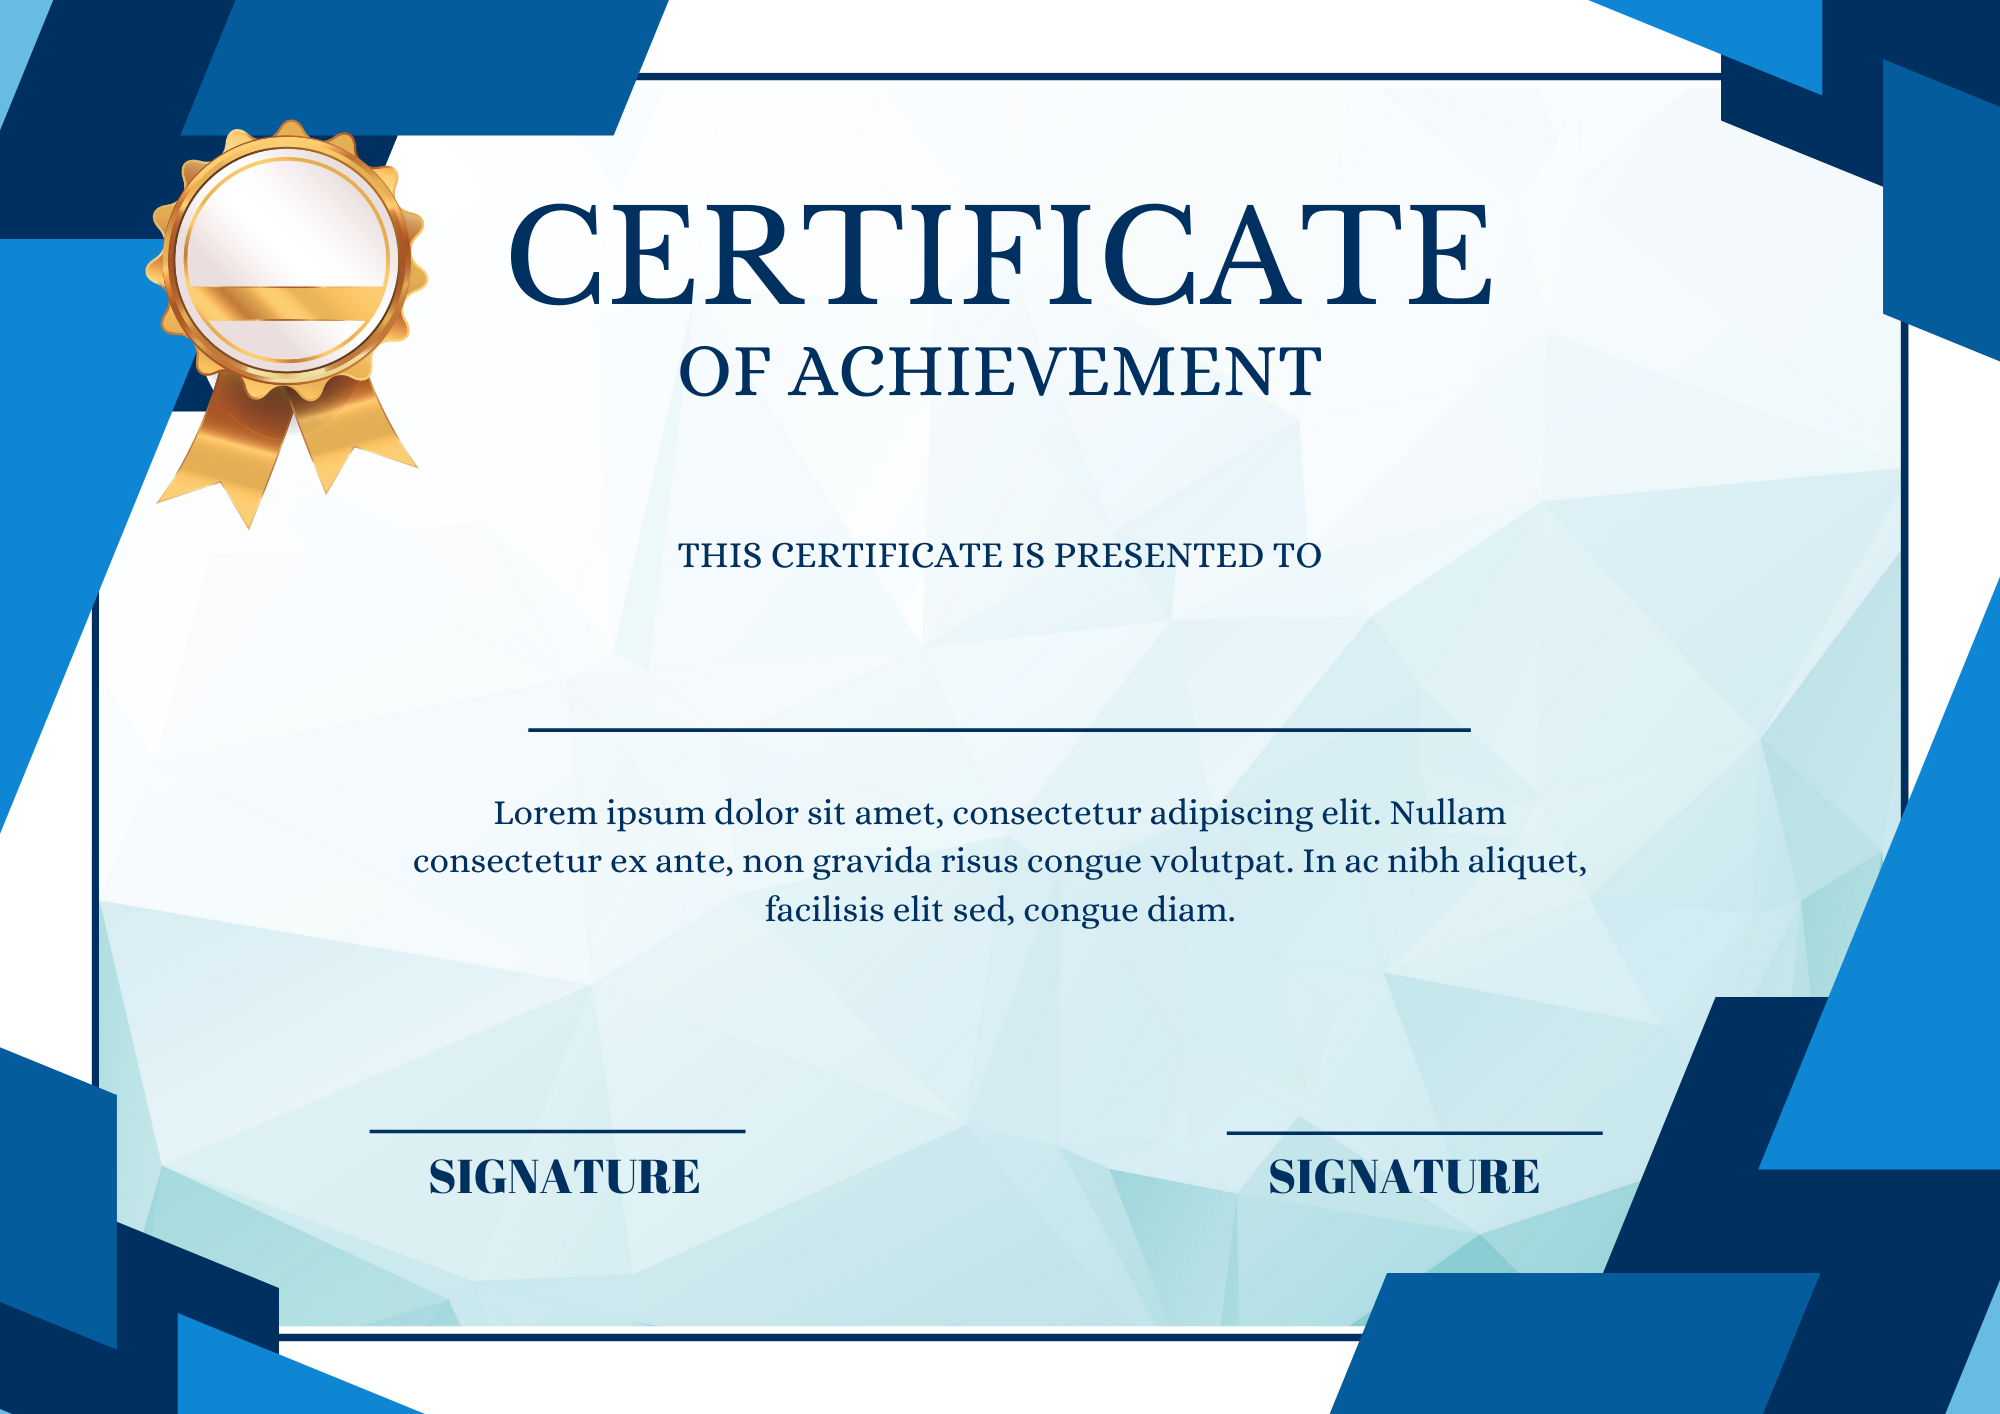 CERTIFICATE
OF ACHIEVEMENT
THIS CERTIFICATE IS PRESENTED TO
Lorem ipsum dolor sit amet, consectetur adipiscing elit. Nullam
consectetur ex ante, non gravida risus congue volutpat. In ac nibh aliquet,
facilisis elit sed, congue diam.
SIGNATURE
SIGNATURE